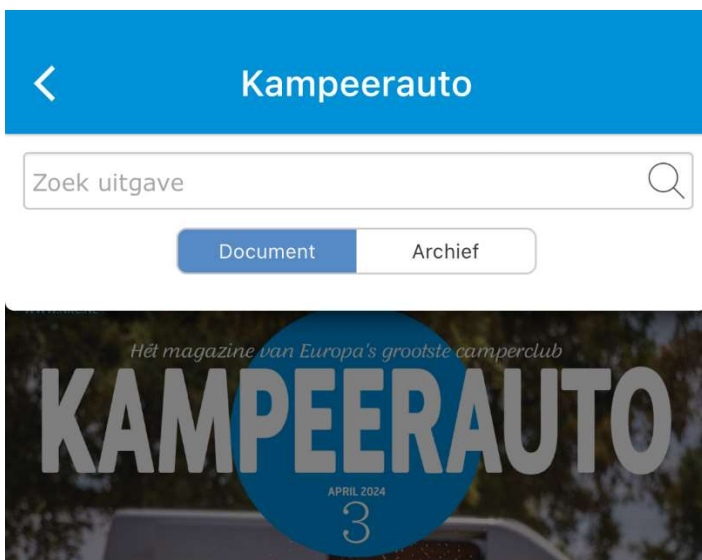 Kampeerauto
Zoek uitgave
Document Archief
Hét magazine van Europa's grootste camperclub
KAMPEERAUTO
APRIL 2024
3